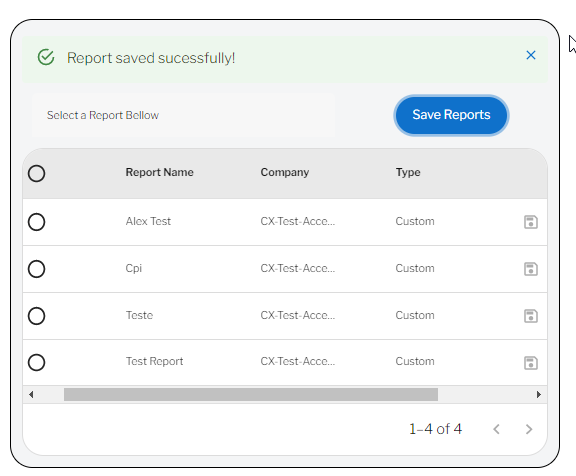 Report saved sucessfully!
Select a Report Bellow
Save Reports
Report Name Company Type
Alex Test CX-Test-Acce... Custom
Cpi CX-Test-Acce... Custom
Teste CX-Test-Acce... Custom
Test Report CX-Test-Acce... Custom
1–4 of 4